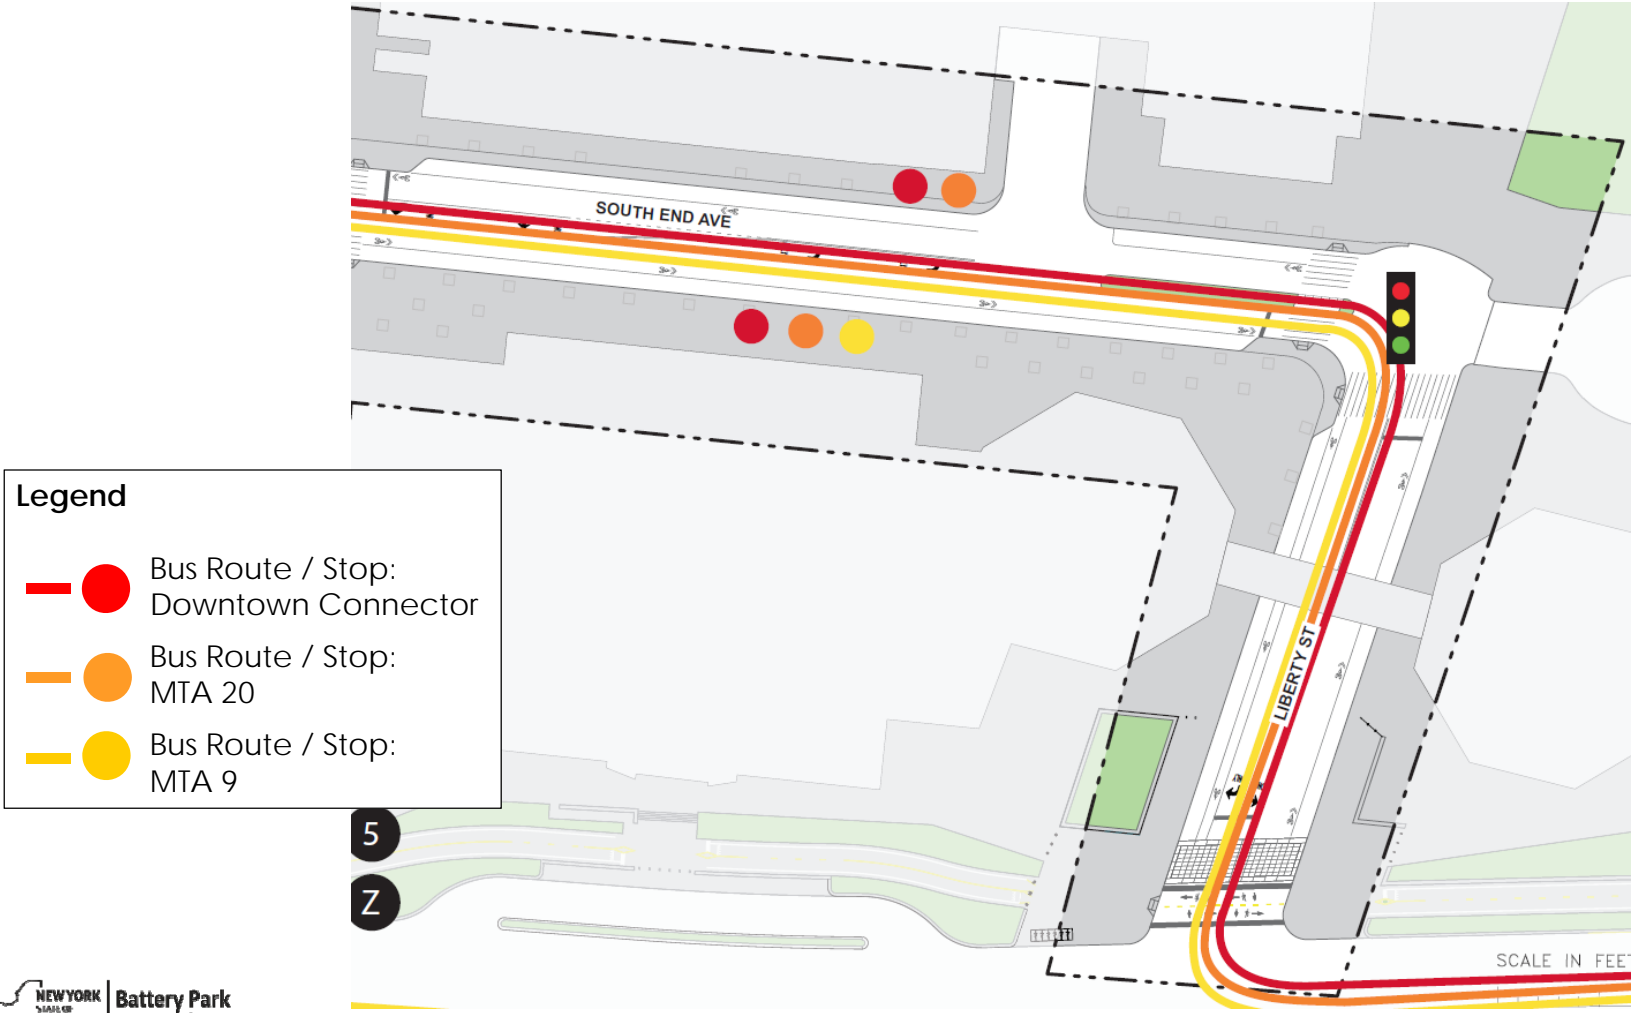 SOUTH END AVE
LIBERTY ST
Legend
Bus Route / Stop:
Downtown Connector
Bus Route / Stop:
MTA 20
Bus Route / Stop:
MTA 9
5
Z
SCALE IN FEET
NEW YORK
Battery Park